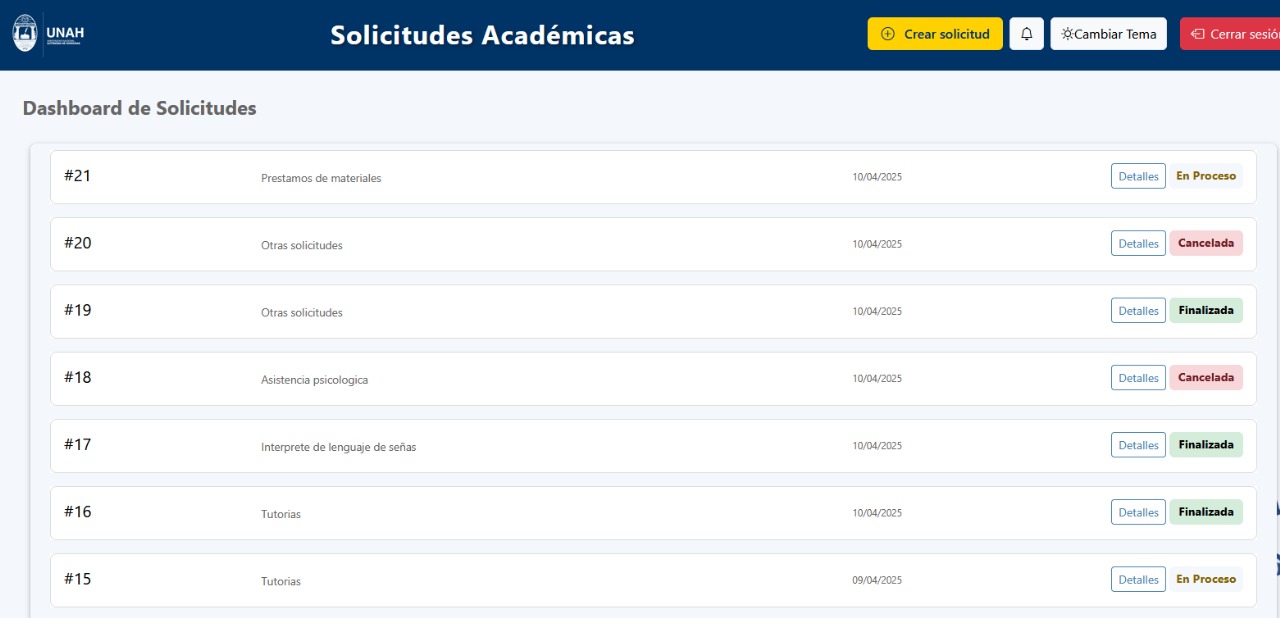 UNAH
Solicitudes Académicas
Crear solicitud
Cambiar Tema
Cerrar sesión
Dashboard de Solicitudes
#21 Prestamos de materiales 10/04/2025 Detalles En Proceso
#20 Otras solicitudes 10/04/2025 Detalles Cancelada
#19 Otras solicitudes 10/04/2025 Detalles Finalizada
#18 Asistencia psicologica 10/04/2025 Detalles Cancelada
#17 Interprete de lenguaje de señas 10/04/2025 Detalles Finalizada
#16 Tutorias 10/04/2025 Detalles Finalizada
#15 Tutorias 09/04/2025 Detalles En Proceso